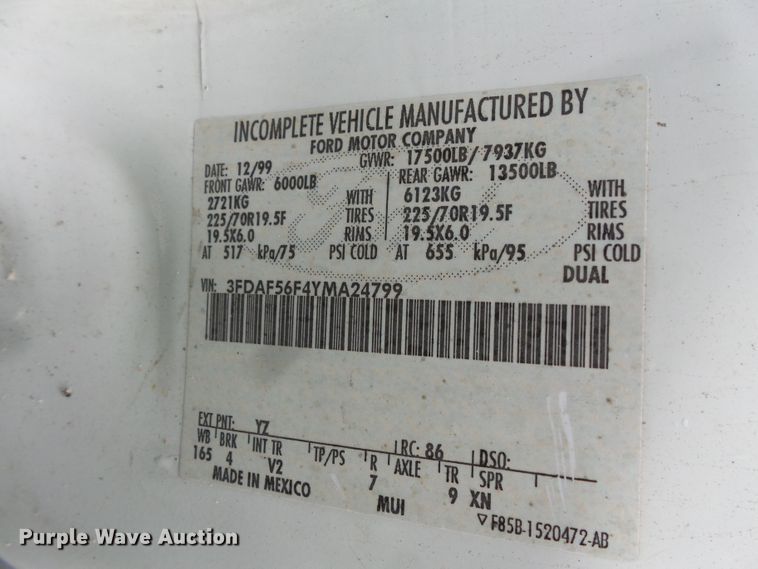 INCOMPLETE VEHICLE MANUFACTURED BY
FORD MOTOR COMPANY
DATE: 12/99 GVWR: 17500LB/ 7937KG
FRONT GAWR: 6000LB REAR GAWR: 13500LB
2721KG WITH 6123KG WITH
225/70R19.5F TIRES 225/70R19.5F TIRES
19.5X6.0 RIMS 19.5X6.0 RIMS
AT 517 kPa/75 PSI COLD AT 655 kPa/95 PSI COLD
DUAL
VIN: 3FDAF56F4YMA24799
EXT PNT: YZ RC: 86 DSO:
WB BRK INT TR TP/PS R AXLE TR SPR
165 4 V2 7 9 XN
MADE IN MEXICO MUI
F85B-1520472-AB
Purple Wave Auction